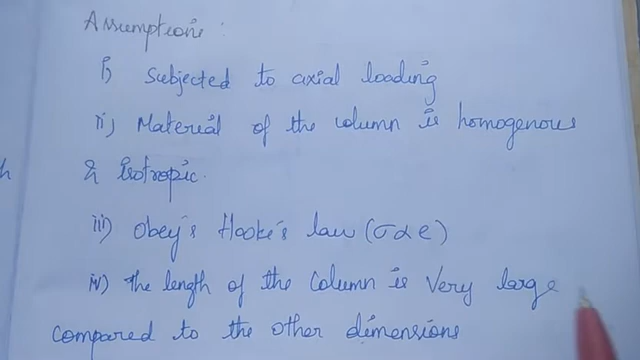 Assumptions :
i) Subjected to axial loading
ii) Material of the column is homogenous
& Isotropic.
iii) Obey's Hooke's law (σ α e)
iv) The length of the column is very large
compared to the other dimensions